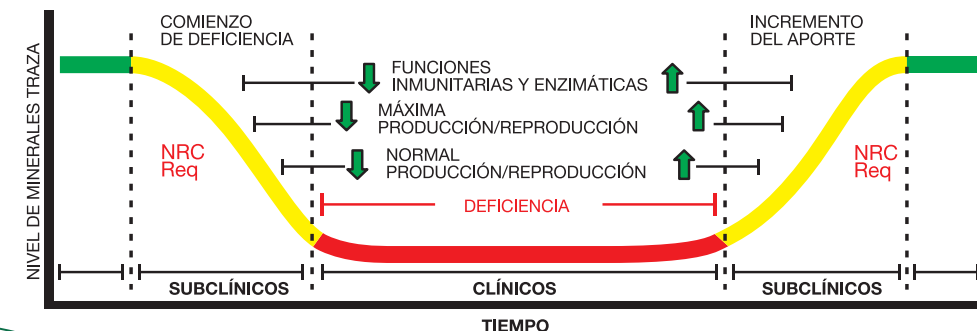 COMIENZO
DE DEFICIENCIA
INCREMENTO
DEL APORTE
FUNCIONES
INMUNITARIAS Y ENZIMÁTICAS
MÁXIMA
PRODUCCIÓN/REPRODUCCIÓN
NORMAL
PRODUCCIÓN/REPRODUCCIÓN
NRC
Req
NRC
Req
DEFICIENCIA
NIVEL DE MINERALES TRAZA
SUBCLÍNICOS
CLÍNICOS
SUBCLÍNICOS
TIEMPO